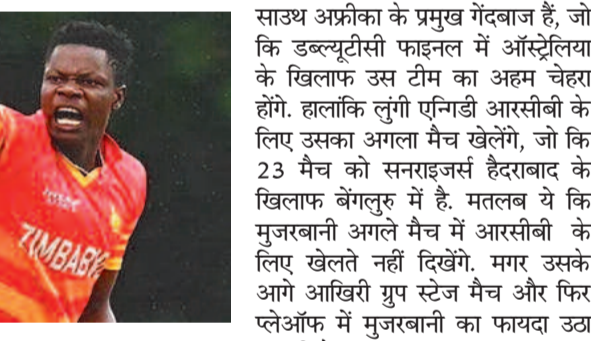 साउथ अफ्रीका के प्रमुख गेंदबाज हैं, जो
कि डब्ल्यूटीसी फाइनल में ऑस्ट्रेलिया
के खिलाफ उस टीम का अहम चेहरा
होंगे. हालांकि लुंगी एन्गिडी आरसीबी के
लिए उसका अगला मैच खेलेंगे, जो कि
23 मैच को सनराइजर्स हैदराबाद के
खिलाफ बेंगलुरु में है. मतलब ये कि
मुजरबानी अगले मैच में आरसीबी के
लिए खेलते नहीं दिखेंगे. मगर उसके
आगे आखिरी ग्रुप स्टेज मैच और फिर
प्लेऑफ में मुजरबानी का फायदा उठा
ZIMBABW